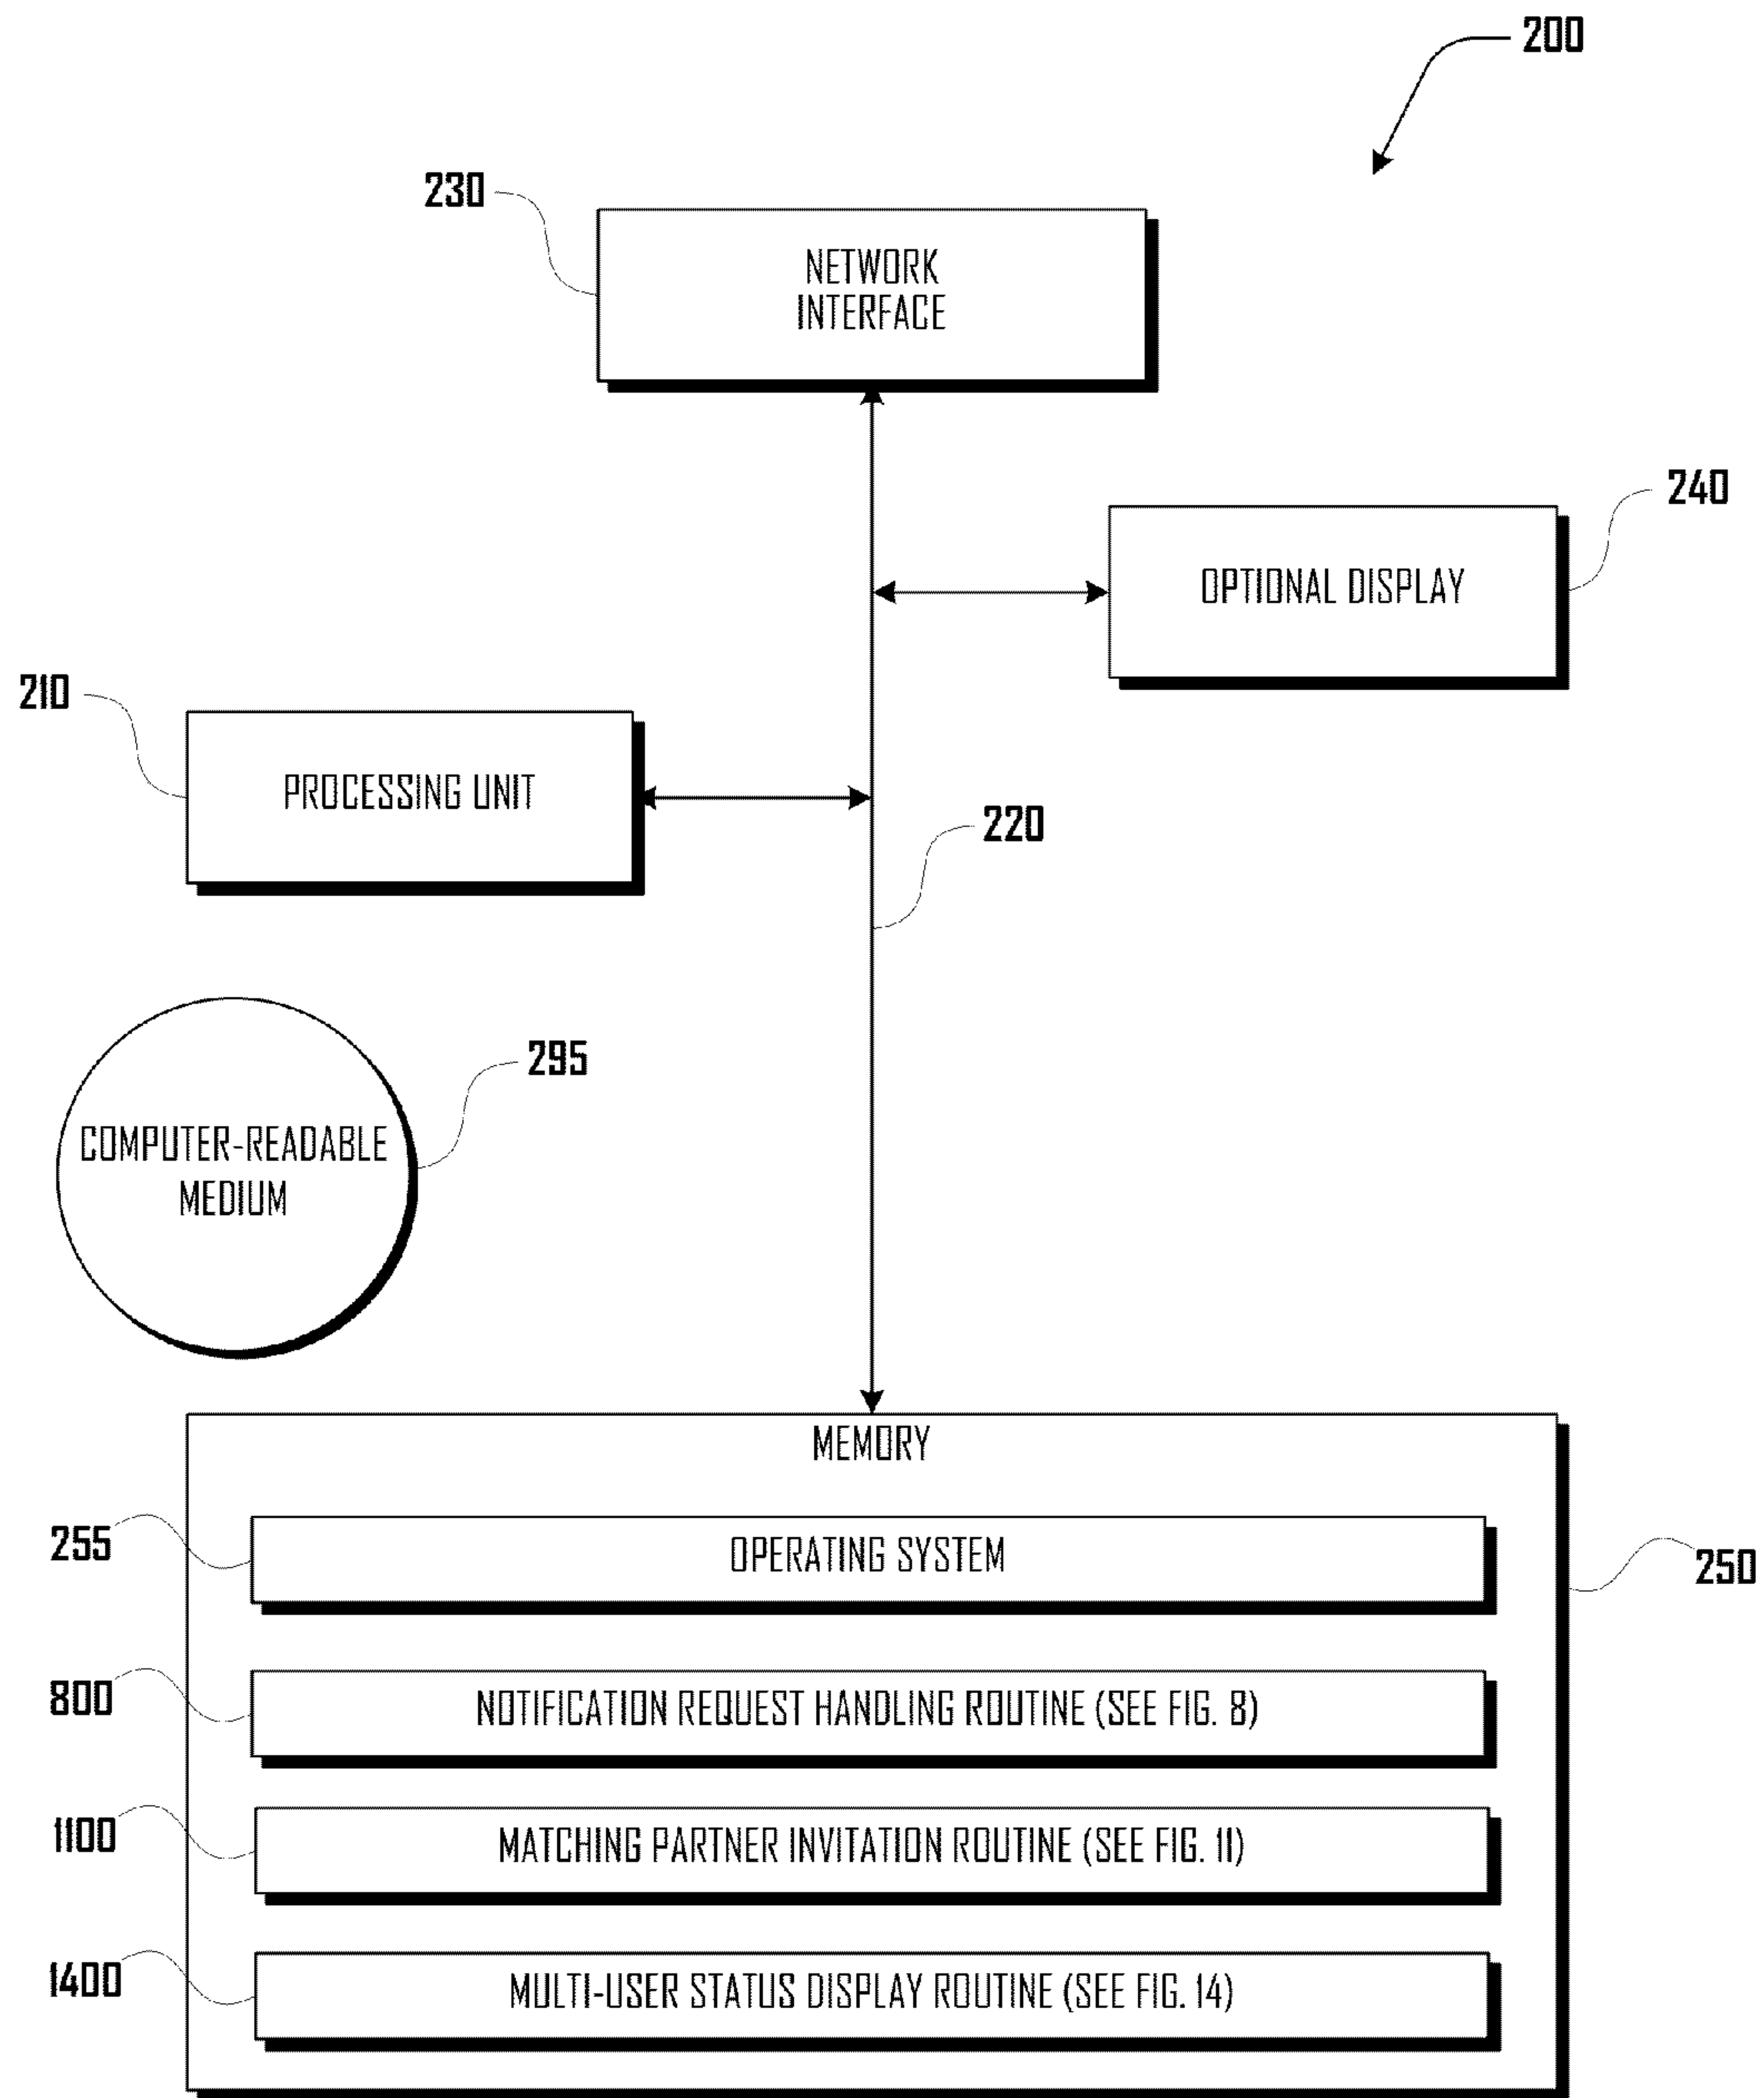 200
230
NETWORK
INTERFACE
240
OPTIONAL DISPLAY
210
PROCESSING UNIT
220
295
COMPUTER-READABLE
MEDIUM
MEMORY
255
OPERATING SYSTEM
250
800
NOTIFICATION REQUEST HANDLING ROUTINE (SEE FIG. 8)
1100
MATCHING PARTNER INVITATION ROUTINE (SEE FIG. 11)
1400
MULTI-USER STATUS DISPLAY ROUTINE (SEE FIG. 14)